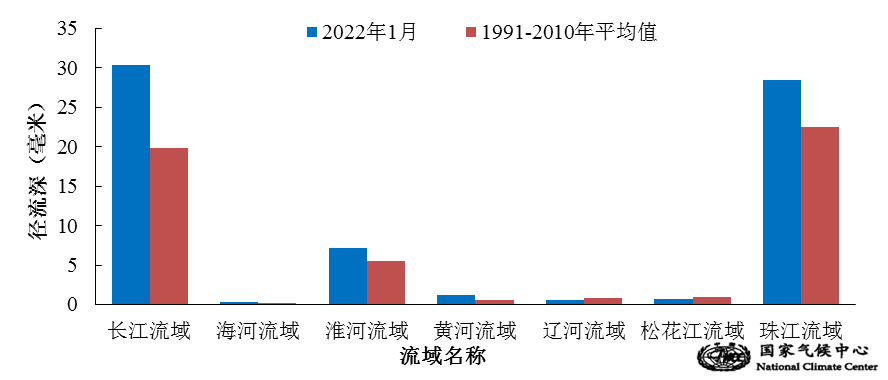 2022年1月
1991-2010年平均值
径流深（毫米）
35
30
25
20
15
10
5
0
长江流域 海河流域 淮河流域 黄河流域 辽河流域 松花江流域 珠江流域
流域名称
国家气候中心
National Climate Center